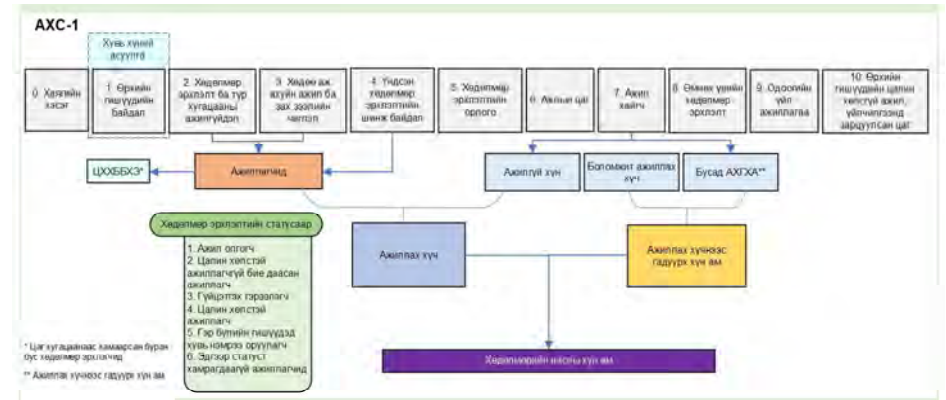 АХС-1
Хувь хүний
асуулга
0. Хаягийн
хэсэг
1. Өрхийн
гишүүдийн
байдал
2. Хөдөлмөр
эрхлэлт ба түр
хугацааны
ажилгүйдэл
3. Хөдөө аж
ахуйн ажил ба
зах зээлийн
чиглэл
4. Үндсэн
хөдөлмөр
эрхлэлтийн
шинж байдал
5. Хөдөлмөр
эрхлэлтийн
орлого
6. Ажлын цаг
7. Ажил
хайлт
8. Өмнөх үеийн
хөдөлмөр
эрхлэлт
9. Одоогийн
үйл
ажиллагаа
10. Өрхийн
гишүүдийн цалин
хөлсгүй ажил,
үйлчилгээнд
зарцуулсан цаг
ЦХХББХЭ*
Ажиллагчид
Ажилгүй хүн
Боломжит ажиллах
хүч
Бусад АХГХА**
Хөдөлмөр эрхлэлтийн статусаар
1. Ажил олгогч
2. Цалин хөлстэй
ажиллагчгүй бие даасан
ажиллагч
3. Гүйцэтгэх гэрээлэгч
4. Цалин хөлстэй
ажиллагч
5. Гэр бүлийн гишүүдэд
хувь нэмрээ оруулагч
6. Эдгээр статуст
хамрагдаагүй ажиллагчид
Ажиллах хүч
Ажиллах хүчнээс
гадуурх хүн ам
Хөдөлмөрийн насны хүн ам
* Цаг хугацаанаас хамаарсан бүрэн
бус хөдөлмөр эрхлэгчид
** Ажиллах хүчнээс гадуурх хүн ам